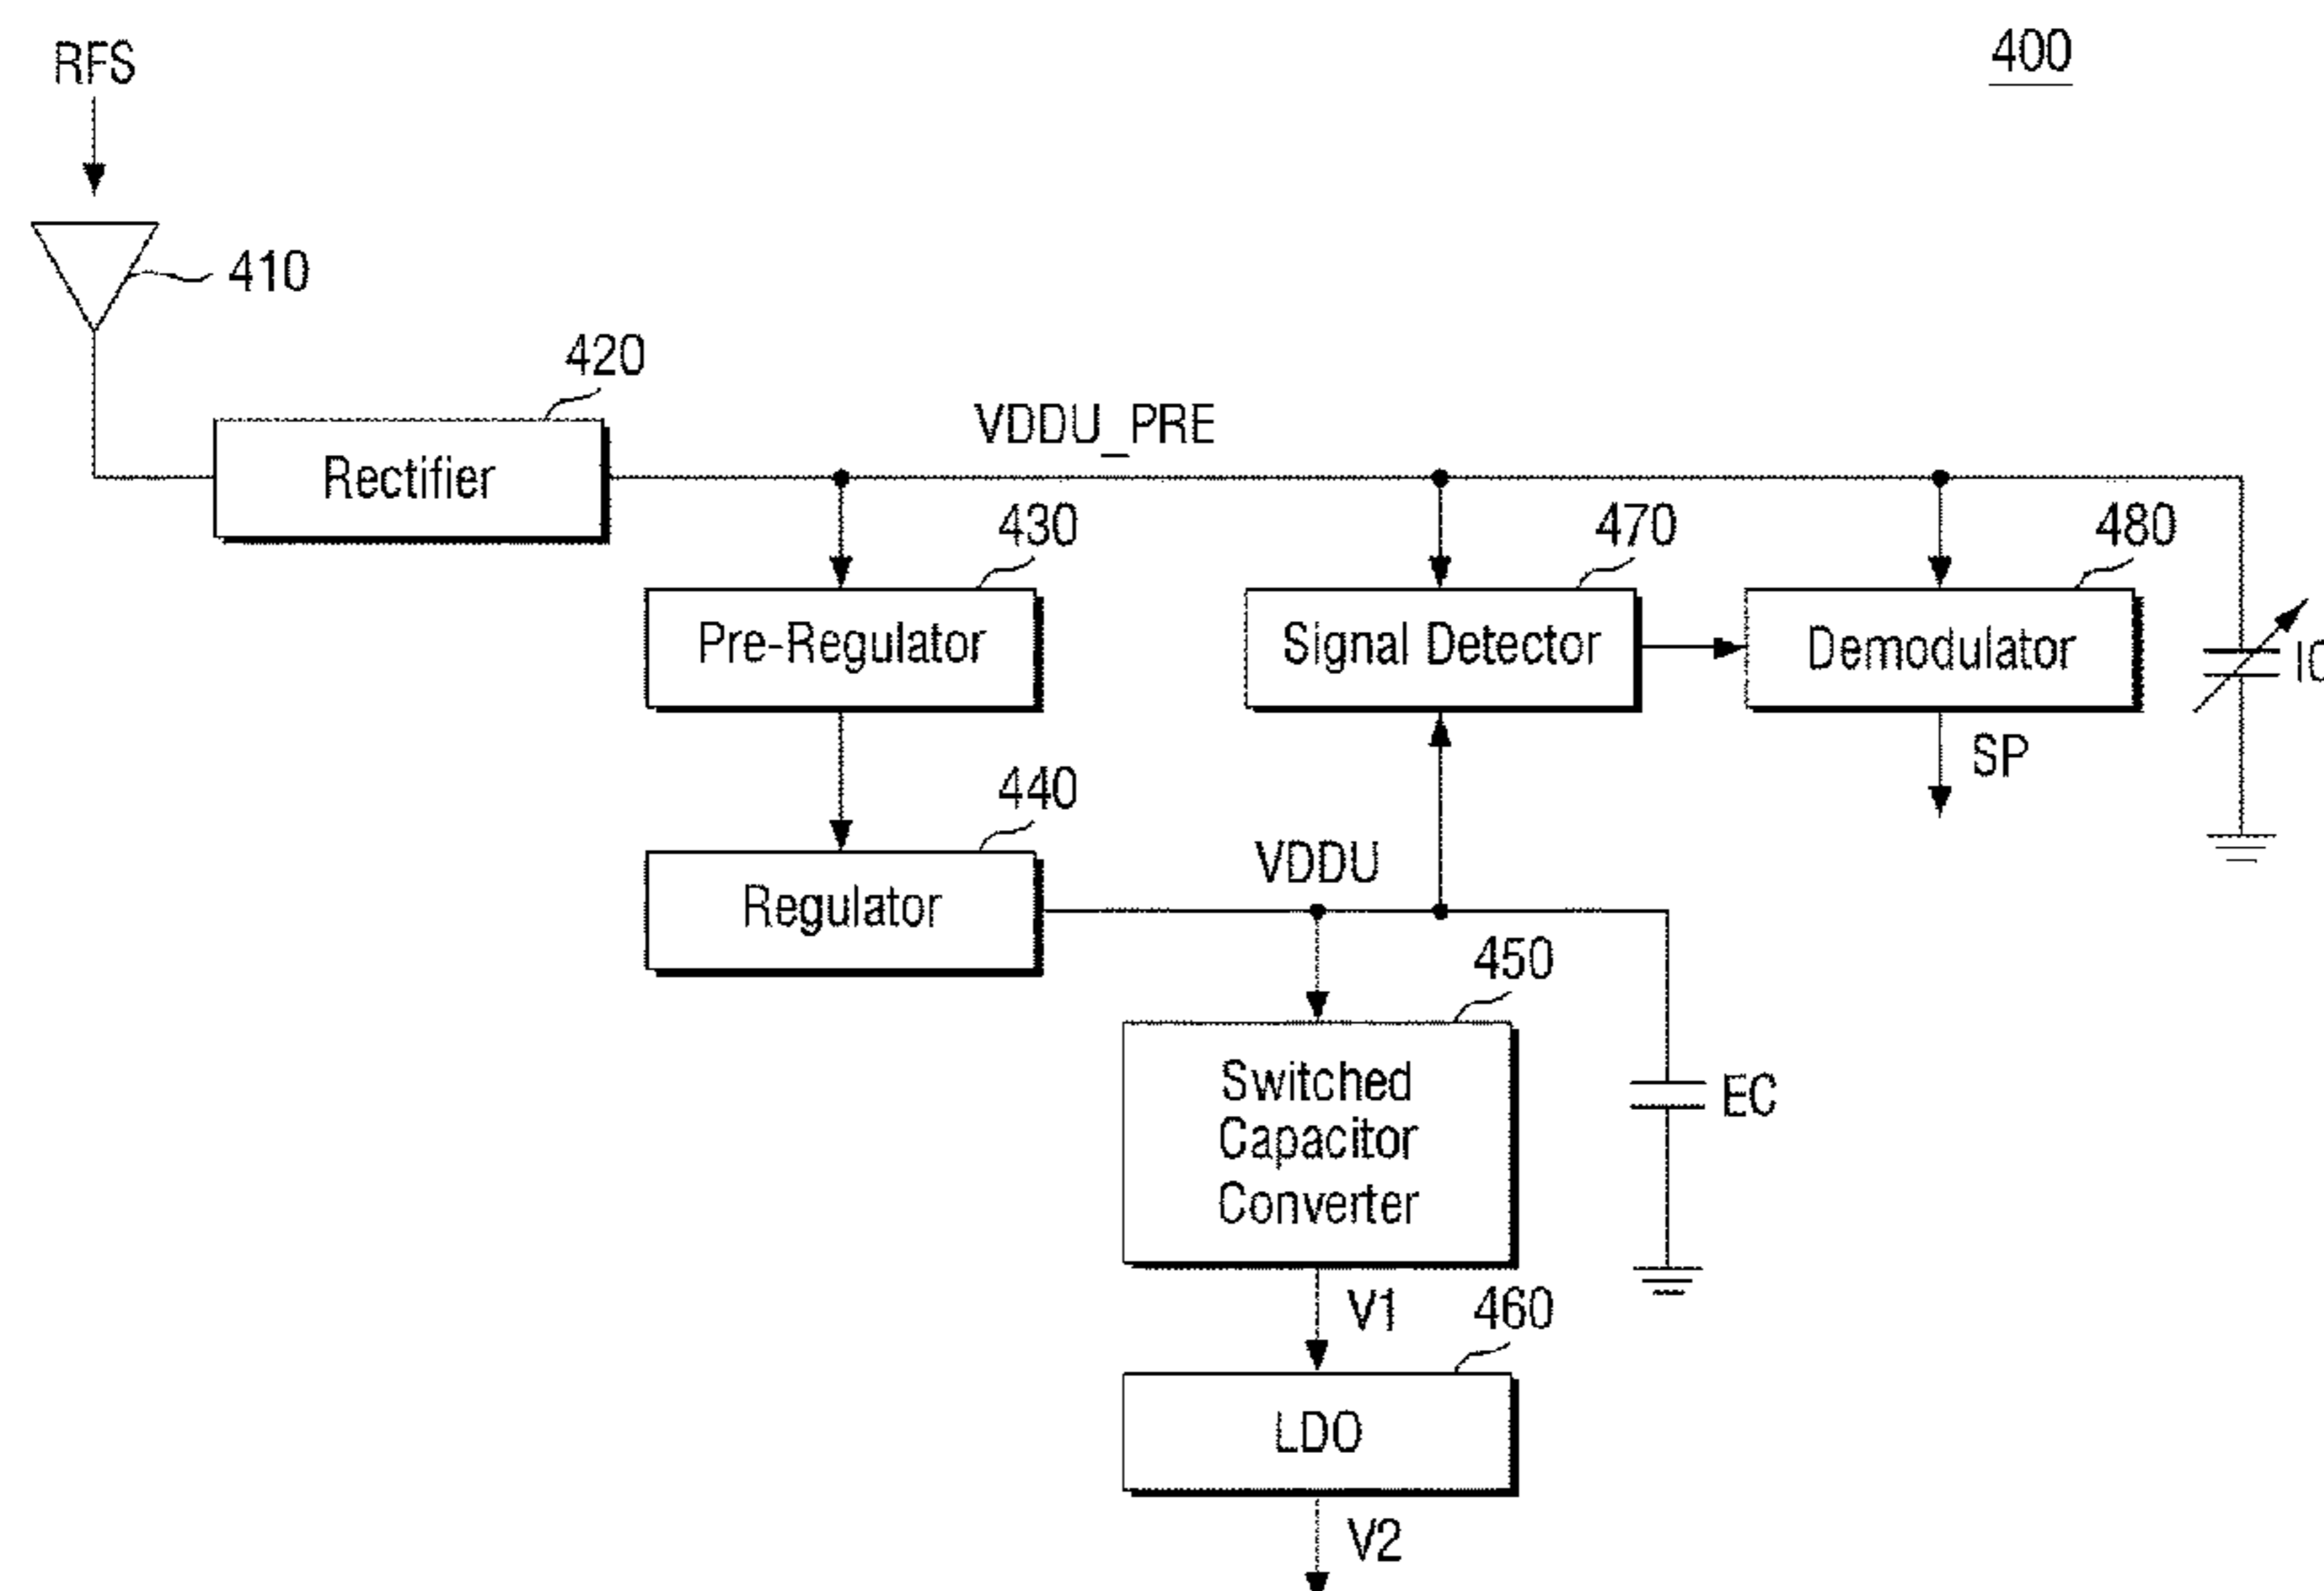 RFS
400
410
420
Rectifier
VDDU_PRE
430
470
480
Pre-Regulator
Signal Detector
Demodulator
SP
440
Regulator
VDDU
450
Switched
Capacitor
Converter
EC
V1
460
LDO
V2